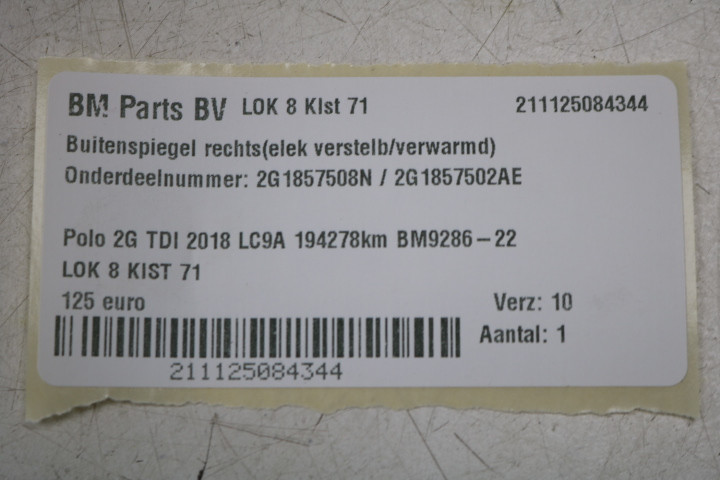 BM Parts BV LOK 8 KIst 71 211125084344
Buitenspiegel rechts(elek verstelb/verwarmd)
Onderdeelnummer: 2G1857508N / 2G1857502AE
Polo 2G TDI 2018 LC9A 194278km BM9286-22
LOK 8 KIST 71
125 euro Verz: 10
Aantal: 1
211125084344